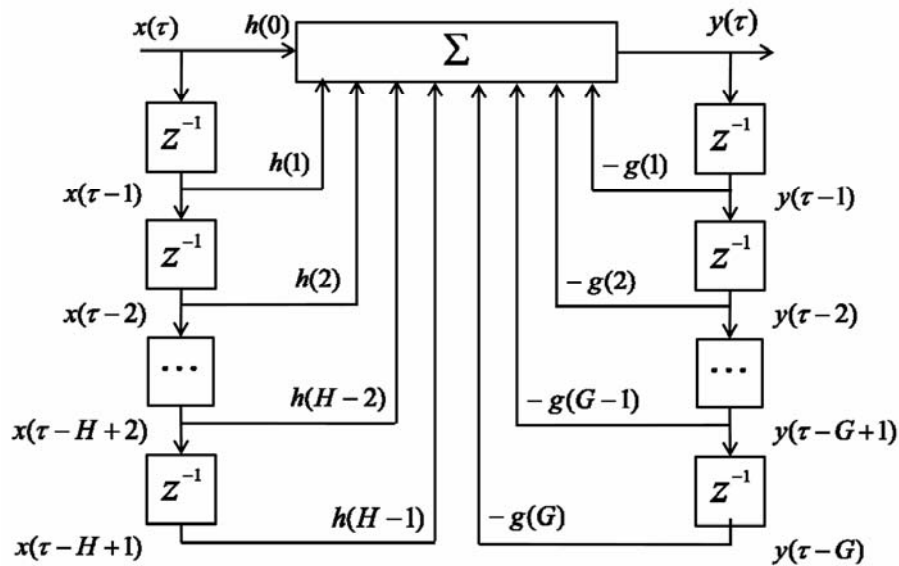 x(τ) h(0) Σ y(τ)
z⁻¹ z⁻¹
h(1) −g(1)
x(τ−1) y(τ−1)
z⁻¹ z⁻¹
h(2) −g(2)
x(τ−2) y(τ−2)
... ...
h(H−2) −g(G−1)
x(τ−H+2) y(τ−G+1)
z⁻¹ z⁻¹
h(H−1) −g(G)
x(τ−H+1) y(τ−G)